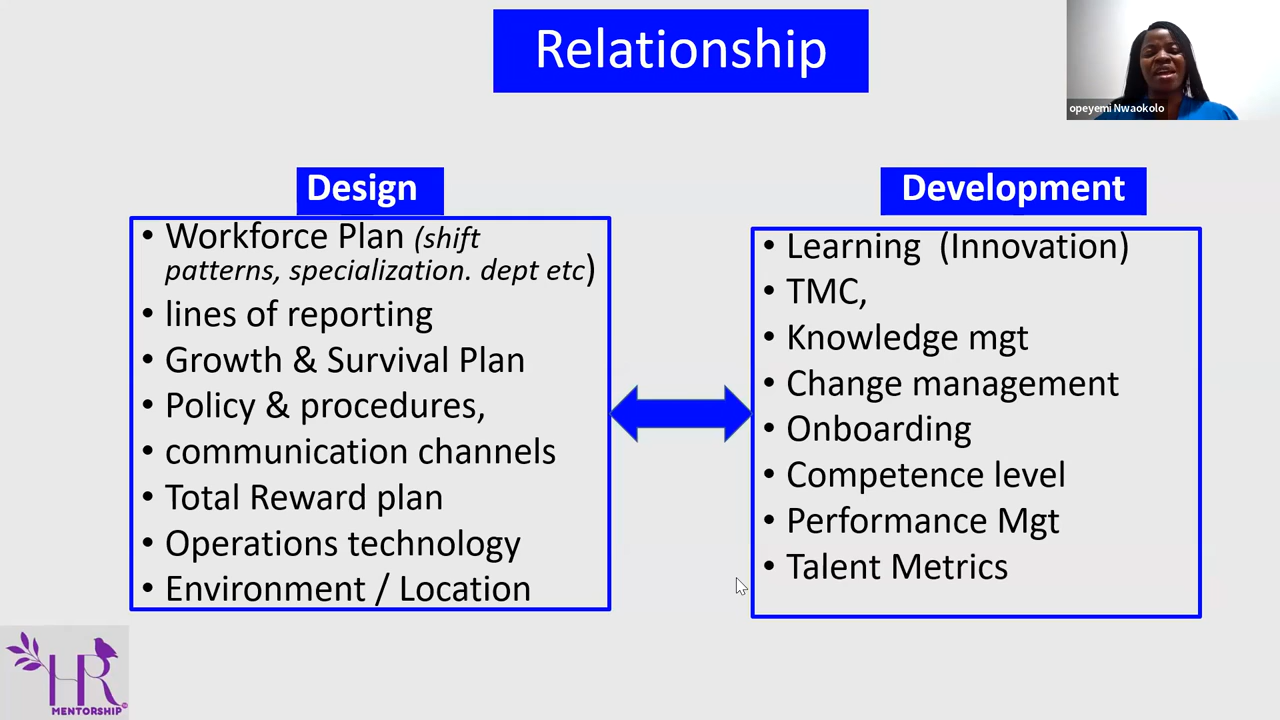 Relationship
opeyemi Nwaokolo
Design
• Workforce Plan (shift
patterns, specialization. dept etc)
• lines of reporting
• Growth & Survival Plan
• Policy & procedures,
• communication channels
• Total Reward plan
• Operations technology
• Environment / Location
Development
• Learning  (Innovation)
• TMC,
• Knowledge mgt
• Change management
• Onboarding
• Competence level
• Performance Mgt
• Talent Metrics
HR
MENTORSHIP